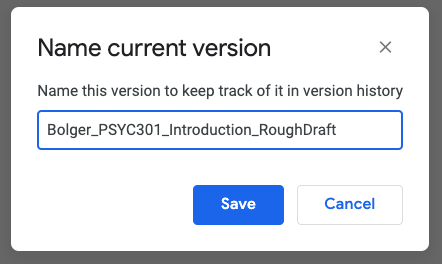 Name current version
Name this version to keep track of it in version history
Bolger_PSYC301_Introduction_RoughDraft
Save Cancel